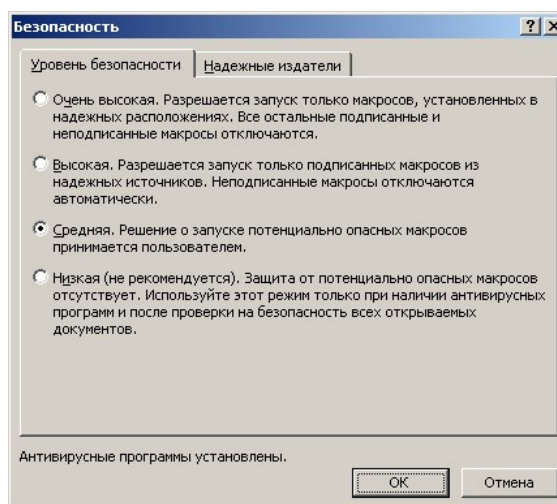 Безопасность
Уровень безопасности
Надежные издатели
Очень высокая. Разрешается запуск только макросов, установленных в
надежных расположениях. Все остальные подписанные и
неподписанные макросы отключаются.
Высокая. Разрешается запуск только подписанных макросов из
надежных источников. Неподписанные макросы отключаются
автоматически.
Средняя. Решение о запуске потенциально опасных макросов
принимается пользователем.
Низкая (не рекомендуется). Защита от потенциально опасных макросов
отсутствует. Используйте этот режим только при наличии антивирусных
программ и после проверки на безопасность всех открываемых
документов.
Антивирусные программы установлены.
ОК
Отмена